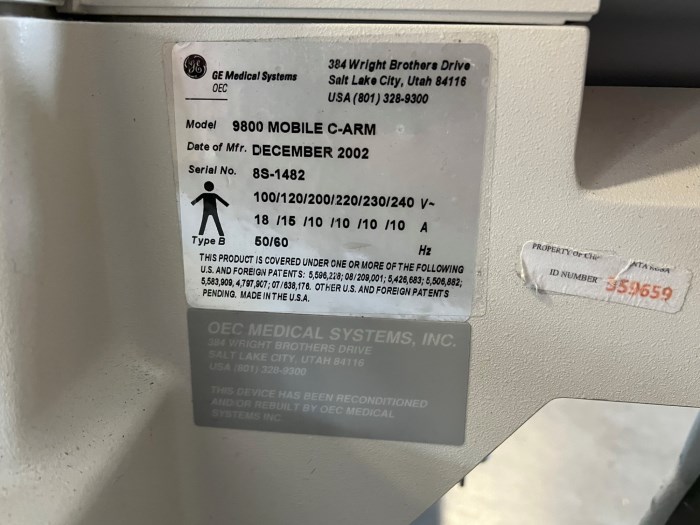 GE Medical Systems
OEC
384 Wright Brothers Drive
Salt Lake City, Utah 84116
USA (801) 328-9300
Model 9800 MOBILE C-ARM
Date of Mfr. DECEMBER 2002
Serial No. 8S-1482
100/120/200/220/230/240 V~
18 /15 /10 /10 /10 /10 A
Type B 50/60 Hz
THIS PRODUCT IS COVERED UNDER ONE OR MORE OF THE FOLLOWING
U.S. AND FOREIGN PATENTS: 5,596,228; 08/209,001; 5,426,683; 5,506,882;
5,583,909, 4,797,907; 07/638,176. OTHER U.S. AND FOREIGN PATENTS
PENDING. MADE IN THE U.S.A.
OEC MEDICAL SYSTEMS, INC.
384 WRIGHT BROTHERS DRIVE
SALT LAKE CITY, UTAH 84116
USA (801) 328-9300
THIS DEVICE HAS BEEN RECONDITIONED
AND/OR REBUILT BY OEC MEDICAL
SYSTEMS INC.
PROPERTY OF
ID NUMBER 359659